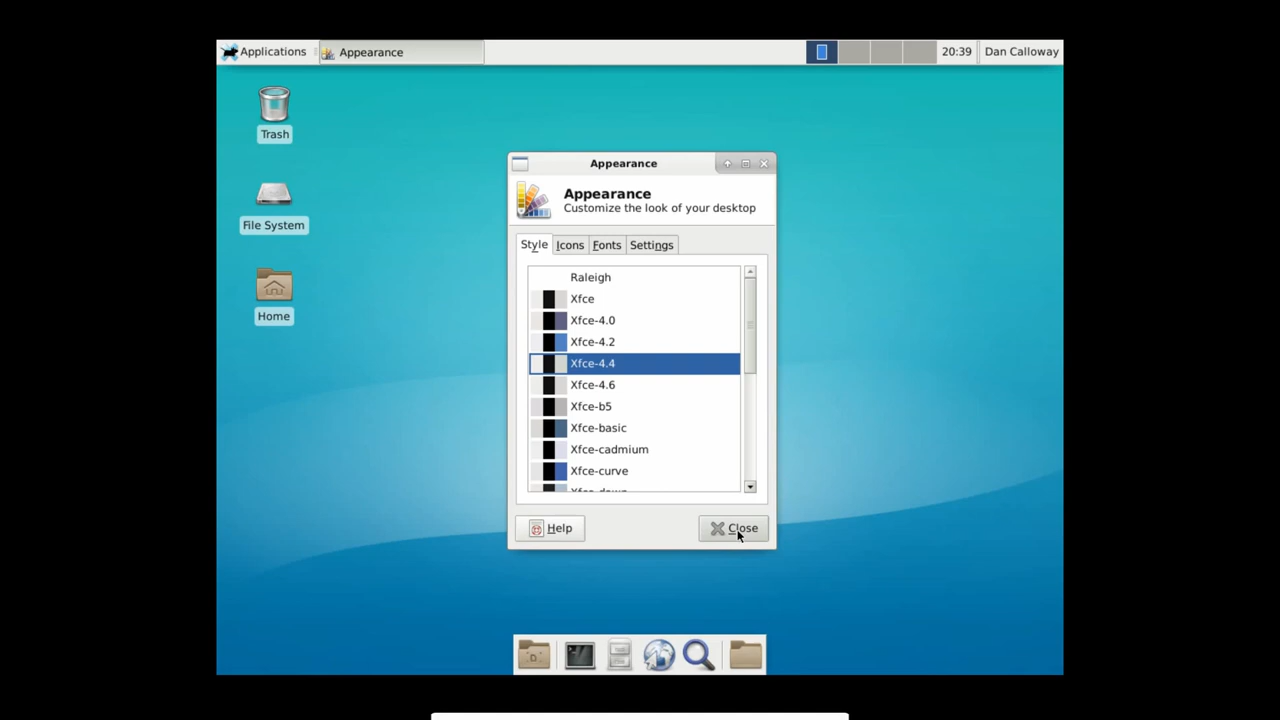 Applications
Appearance
20:39
Dan Calloway
Trash
File System
Home
Appearance
Appearance
Customize the look of your desktop
Style Icons Fonts Settings
Raleigh
Xfce
Xfce-4.0
Xfce-4.2
Xfce-4.4
Xfce-4.6
Xfce-b5
Xfce-basic
Xfce-cadmium
Xfce-curve
Help
Close